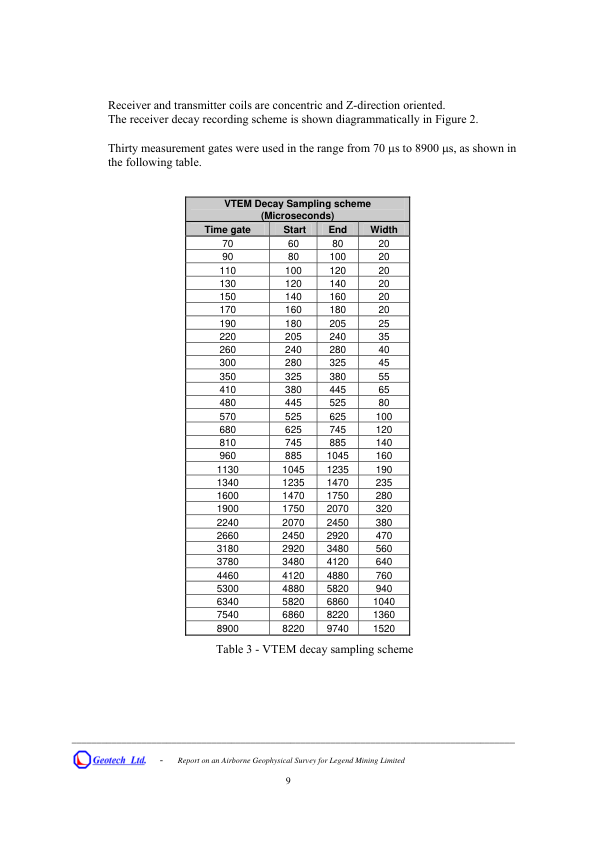 Receiver and transmitter coils are concentric and Z-direction oriented.
The receiver decay recording scheme is shown diagrammatically in Figure 2.
Thirty measurement gates were used in the range from 70 μs to 8900 μs, as shown in
the following table.
VTEM Decay Sampling scheme
(Microseconds)
Time gate Start End Width
70 60 80 20
90 80 100 20
110 100 120 20
130 120 140 20
150 140 160 20
170 160 180 20
190 180 205 25
220 205 240 35
260 240 280 40
300 280 325 45
350 325 380 55
410 380 445 65
480 445 525 80
570 525 625 100
680 625 745 120
810 745 885 140
960 885 1045 160
1130 1045 1235 190
1340 1235 1470 235
1600 1470 1750 280
1900 1750 2070 320
2240 2070 2450 380
2660 2450 2920 470
3180 2920 3480 560
3780 3480 4120 640
4460 4120 4880 760
5300 4880 5820 940
6340 5820 6860 1040
7540 6860 8220 1360
8900 8220 9740 1520
Table 3 - VTEM decay sampling scheme
Geotech Ltd. - Report on an Airborne Geophysical Survey for Legend Mining Limited
9